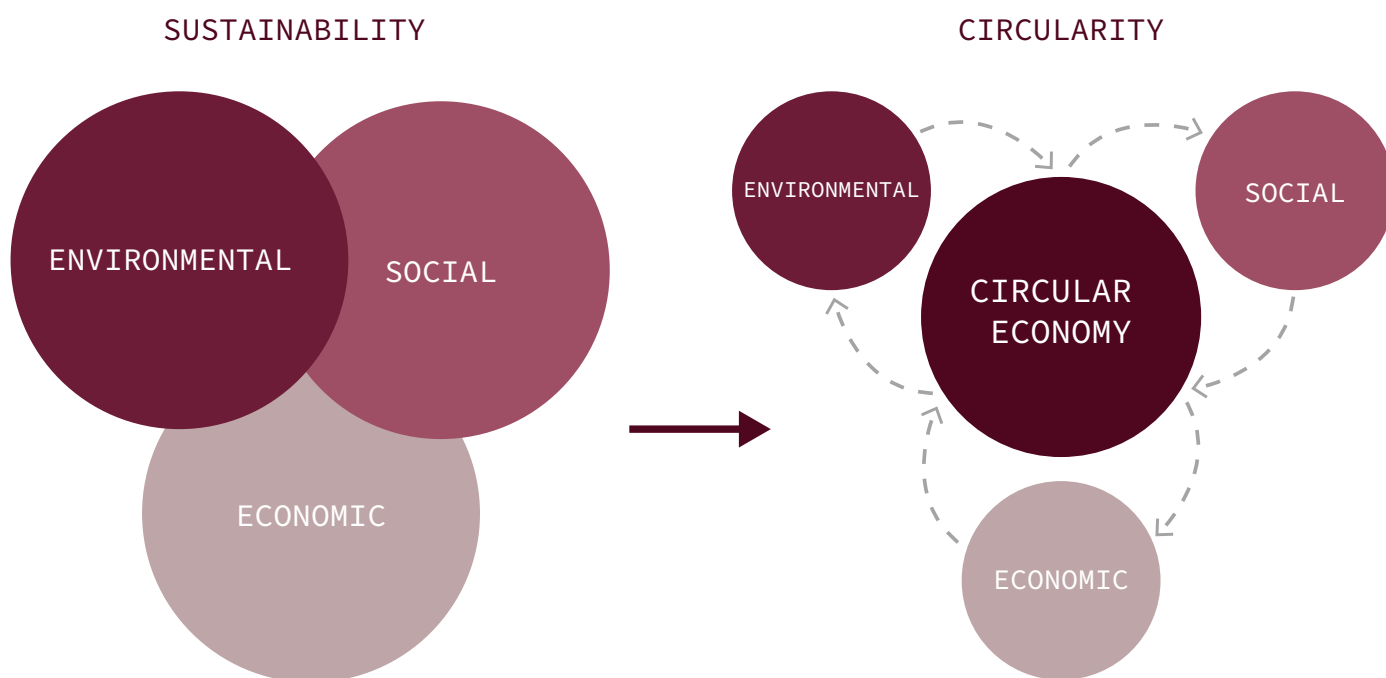 SUSTAINABILITY
ENVIRONMENTAL
SOCIAL
ECONOMIC
CIRCULARITY
ENVIRONMENTAL
SOCIAL
CIRCULAR
ECONOMY
ECONOMIC